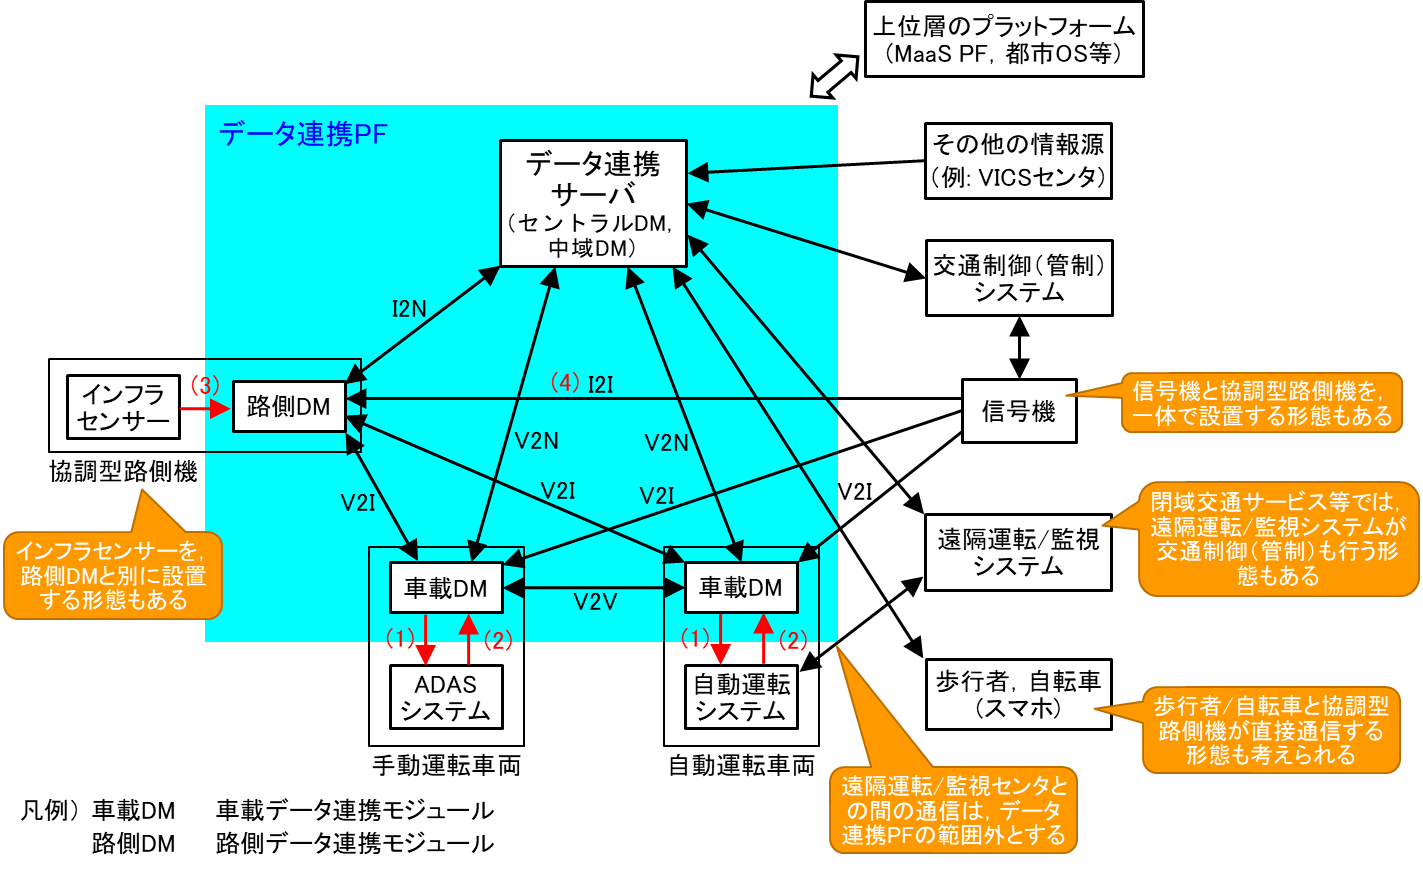 上位層のプラットフォーム
（MaaS PF，都市OS等）
データ連携PF
データ連携
サーバ
（セントラルDM，
中域DM）
その他の情報源
（例: VICSセンタ）
交通制御（管制）
システム
I2N
インフラ
センサー
(3)
路側DM
(4)
I2I
信号機
信号機と協調型路側機を，
一体で設置する形態もある
協調型路側機
V2I
V2N
V2I
V2N
V2I
V2I
インフラセンサーを，
路側DMと別に設置
する形態もある
遠隔運転/監視
システム
閉域交通サービス等では，
遠隔運転/監視システムが
交通制御（管制）も行う形
態もある
車載DM
V2V
車載DM
(1)
(2)
(1)
(2)
ADAS
システム
自動運転
システム
手動運転車両
自動運転車両
歩行者，自転車
（スマホ）
歩行者/自転車と協調型
路側機が直接通信する
形態も考えられる
遠隔運転/監視センタと
の間の通信は，データ
連携PFの範囲外とする
凡例） 車載DM 車載データ連携モジュール
路側DM 路側データ連携モジュール